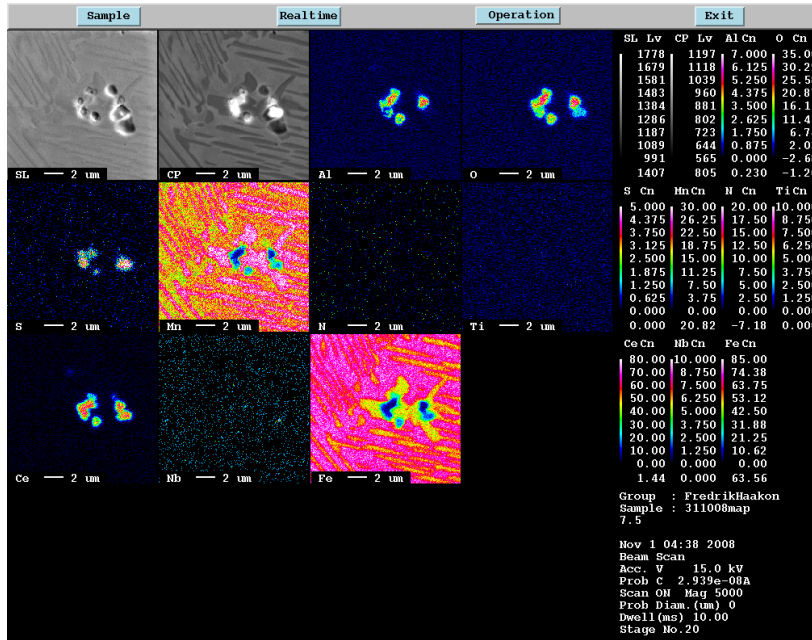 Sample Realtime Operation Exit
SL Lv CP Lv Al Cn O Cn
1778 1197 7.000 35.00
1679 1118 6.125 30.2
1581 1039 5.250 25.5
1483 960 4.375 20.8
1384 881 3.500 16.1
1286 802 2.625 11.4
1187 723 1.750 6.7
1089 644 0.875 2.0
991 565 0.000 -2.6
1407 805 0.230 -1.2
SL 2 um CP 2 um Al 2 um O 2 um
S Cn Mn Cn N Cn Ti Cn
5.000 30.00 20.00 10.00
4.375 26.25 17.50 8.75
3.750 22.50 15.00 7.50
3.125 18.75 12.50 6.25
2.500 15.00 10.00 5.00
1.875 11.25 7.50 3.75
1.250 7.50 5.00 2.50
0.625 3.75 2.50 1.25
0.000 0.00 0.00 0.00
0.000 20.82 -7.18 0.00
S 2 um Mn 2 um N 2 um Ti 2 um
Ce Cn Nb Cn Fe Cn
80.00 10.000 85.00
70.00 8.750 74.38
60.00 7.500 63.75
50.00 6.250 53.12
40.00 5.000 42.50
30.00 3.750 31.88
20.00 2.500 21.25
10.00 1.250 10.62
0.00 0.000 0.00
1.44 0.000 63.56
Ce 2 um Nb 2 um Fe 2 um
Group : FredrikHaakon
Sample : 311008map
7.5
Nov 1 04:38 2008
Beam Scan
Acc. V 15.0 kV
Prob C 2.939e-08A
Scan ON Mag 5000
Prob Diam.(um) 0
Dwell(ms) 10.00
Stage No.20